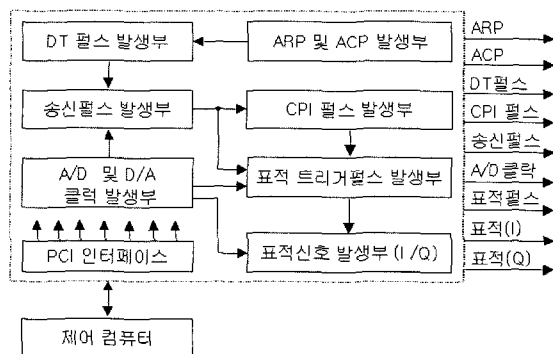 DT 펄스 발생부
ARP 및 ACP 발생부
송신펄스 발생부
CPI 펄스 발생부
A/D 및 D/A
클럭 발생부
표적 트리거펄스 발생부
PCI 인터페이스
표적신호 발생부 (I/Q)
제어 컴퓨터
ARP
ACP
DT펄스
CPI 펄스
송신펄스
A/D클락
표적펄스
표적(I)
표적(Q)